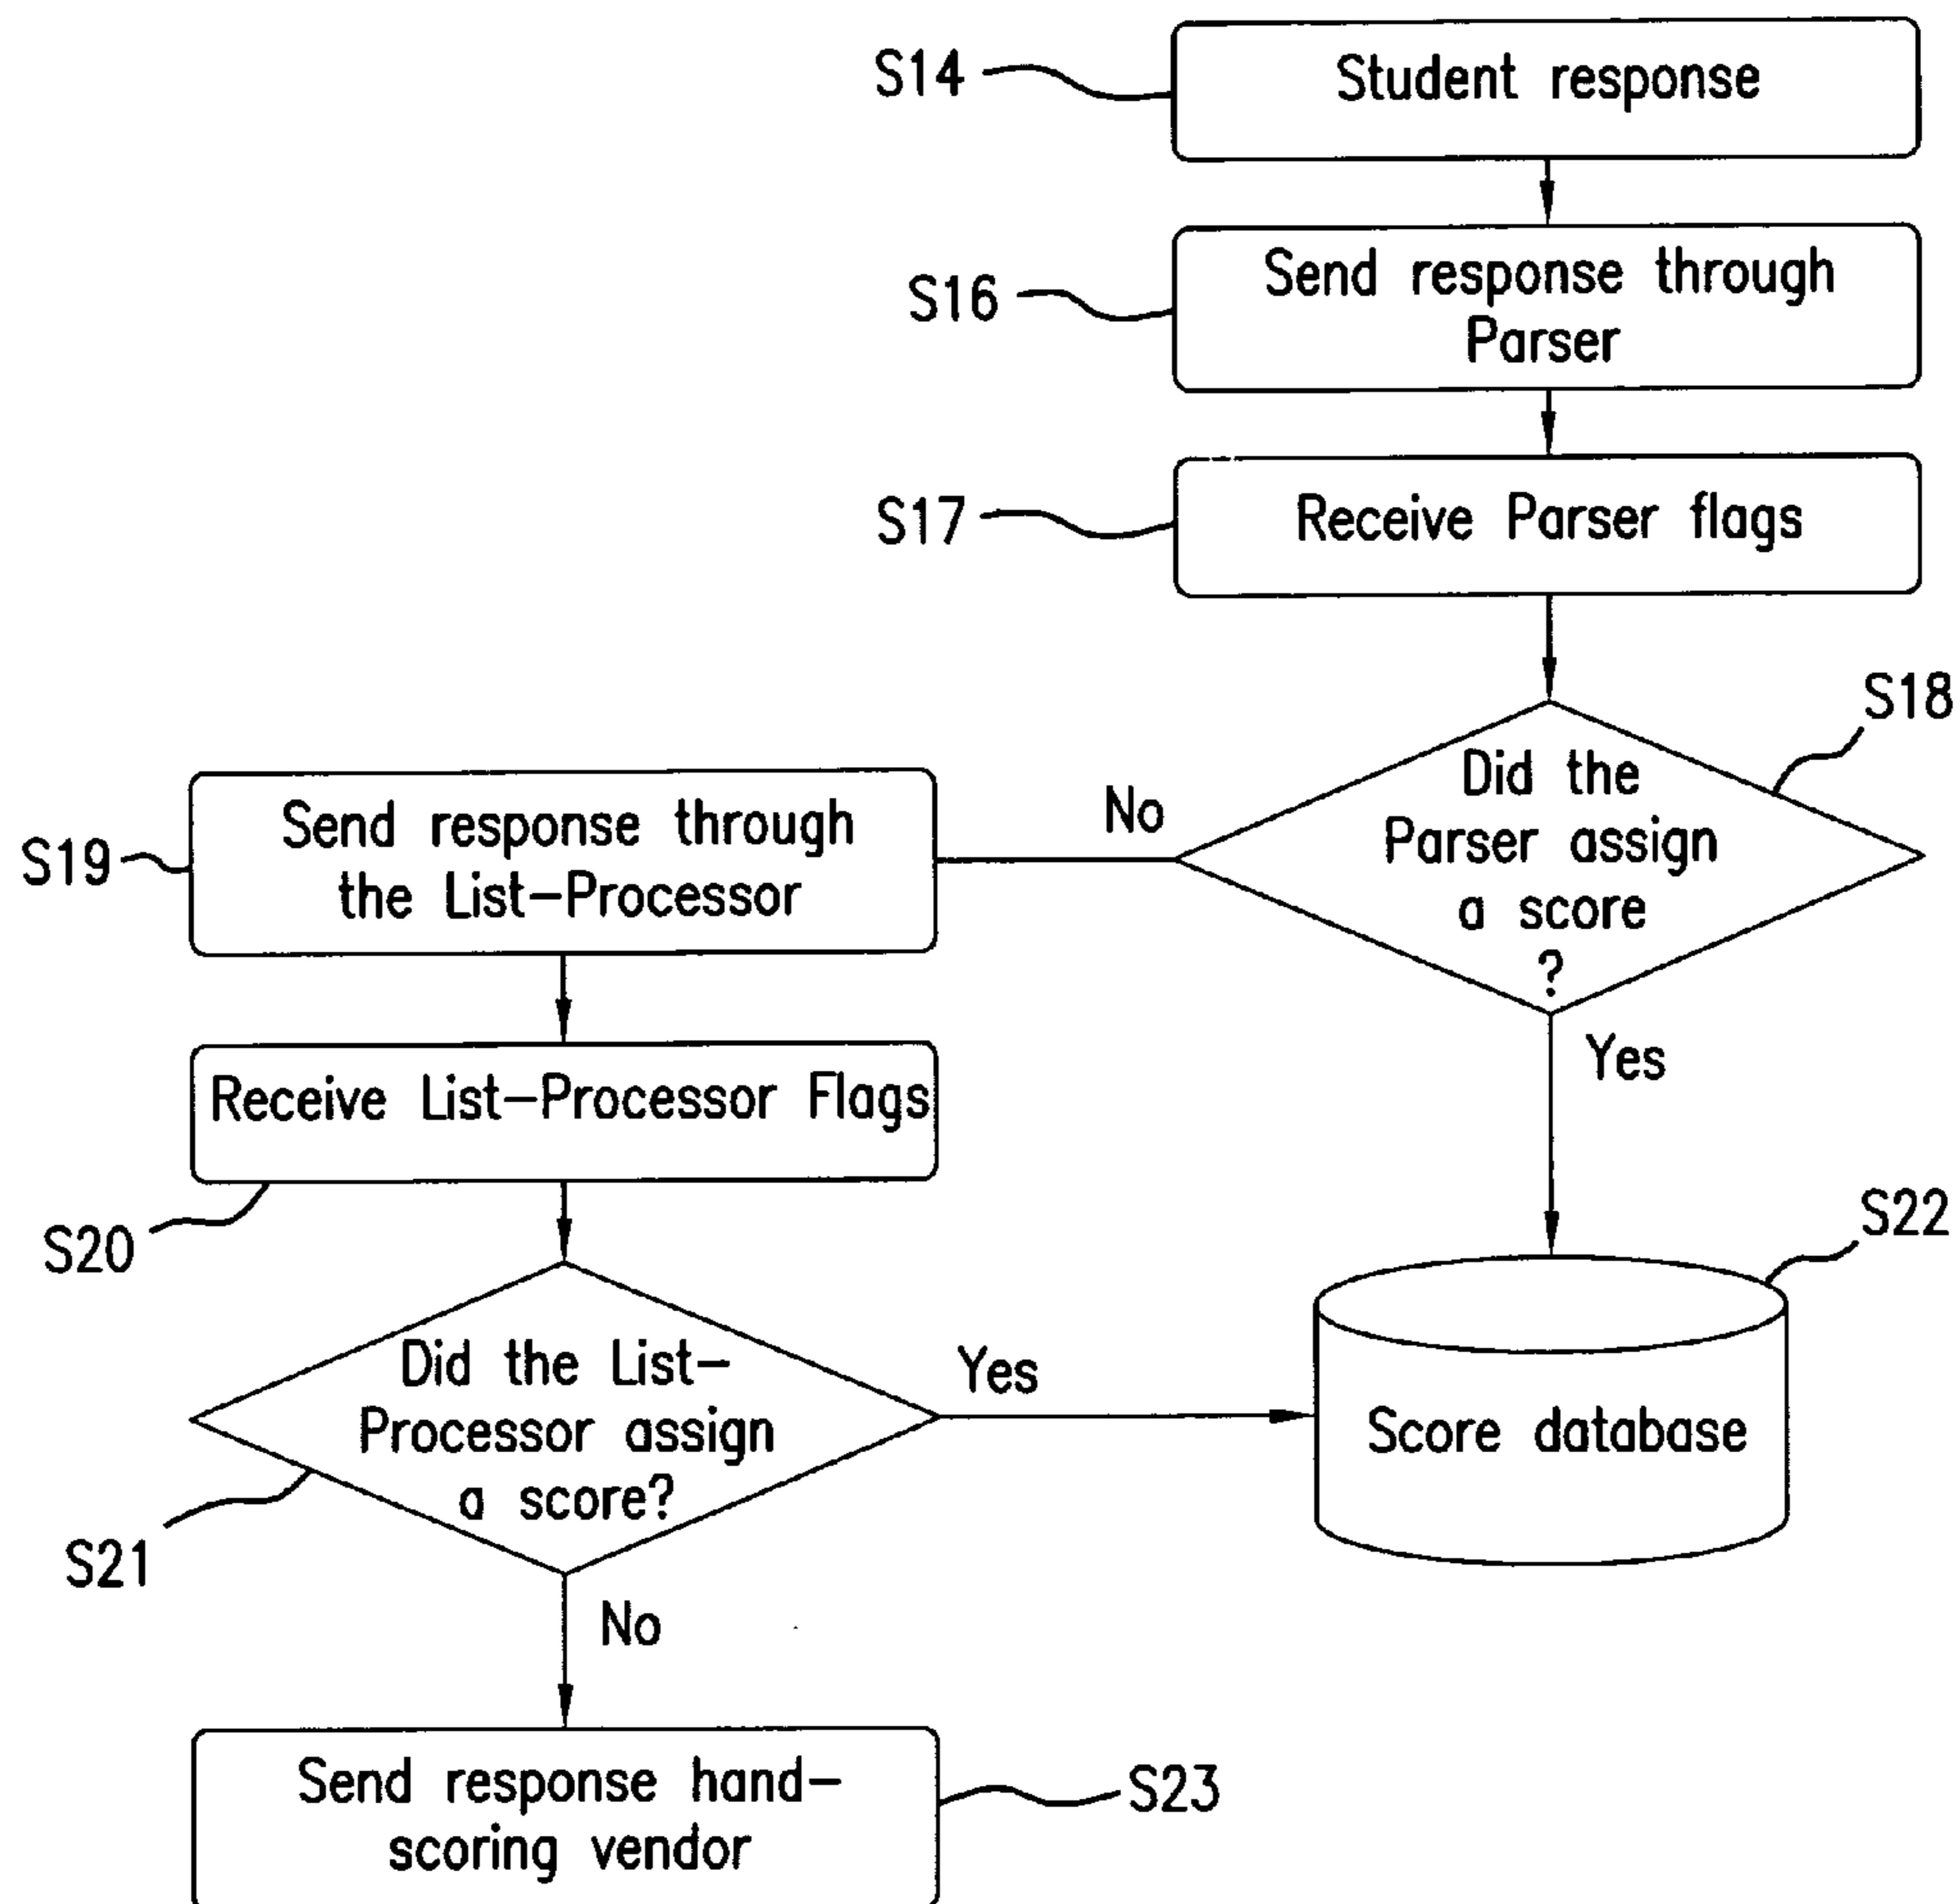 S14
Student response
S16
Send response through
Parser
S17
Receive Parser flags
S18
Did the
Parser assign
a score
?
No
Yes
S19
Send response through
the List-Processor
Receive List-Processor Flags
S20
Did the List-
Processor assign
a score?
S21
Yes
No
S22
Score database
Send response hand-
scoring vendor
S23